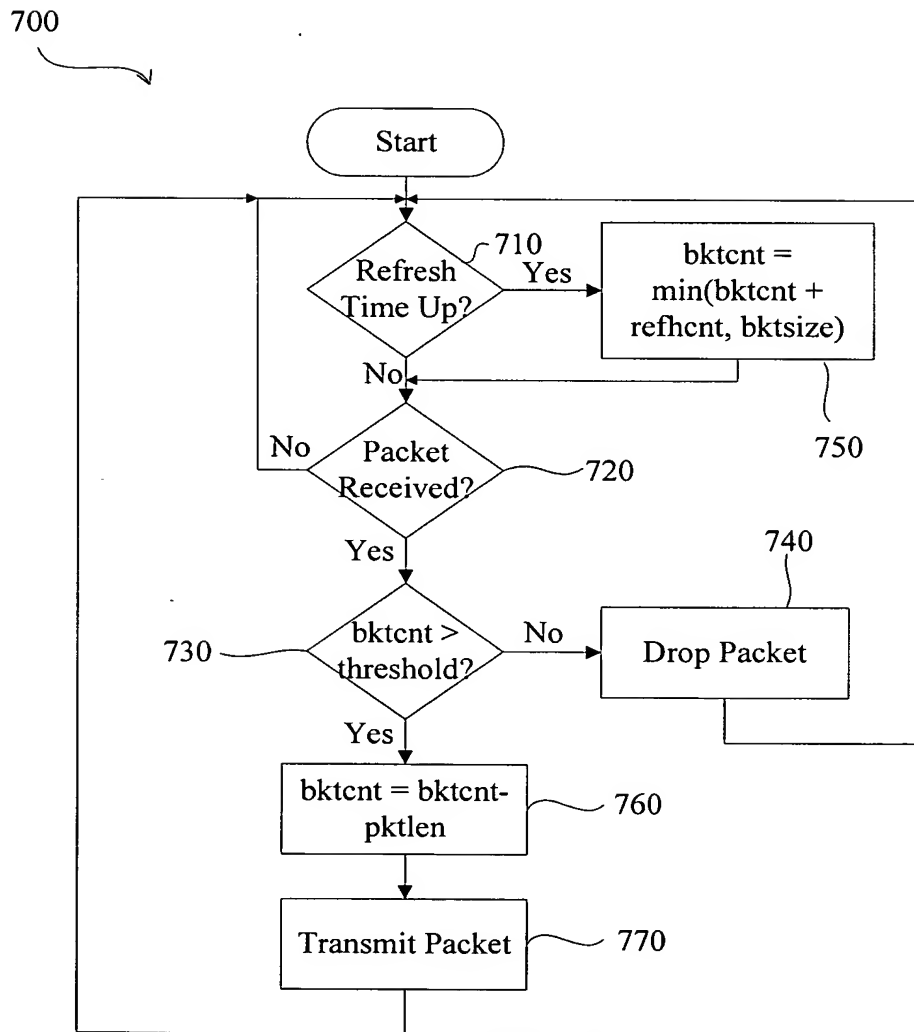 700
Start
710
Refresh
Time Up?
Yes
bktcnt =
min(bktcnt +
refhcnt, bktsize)
No
750
No
Packet
Received?
720
Yes
740
730
bktcnt >
threshold?
No
Drop Packet
Yes
bktcnt = bktcnt-
pktlen
760
Transmit Packet
770